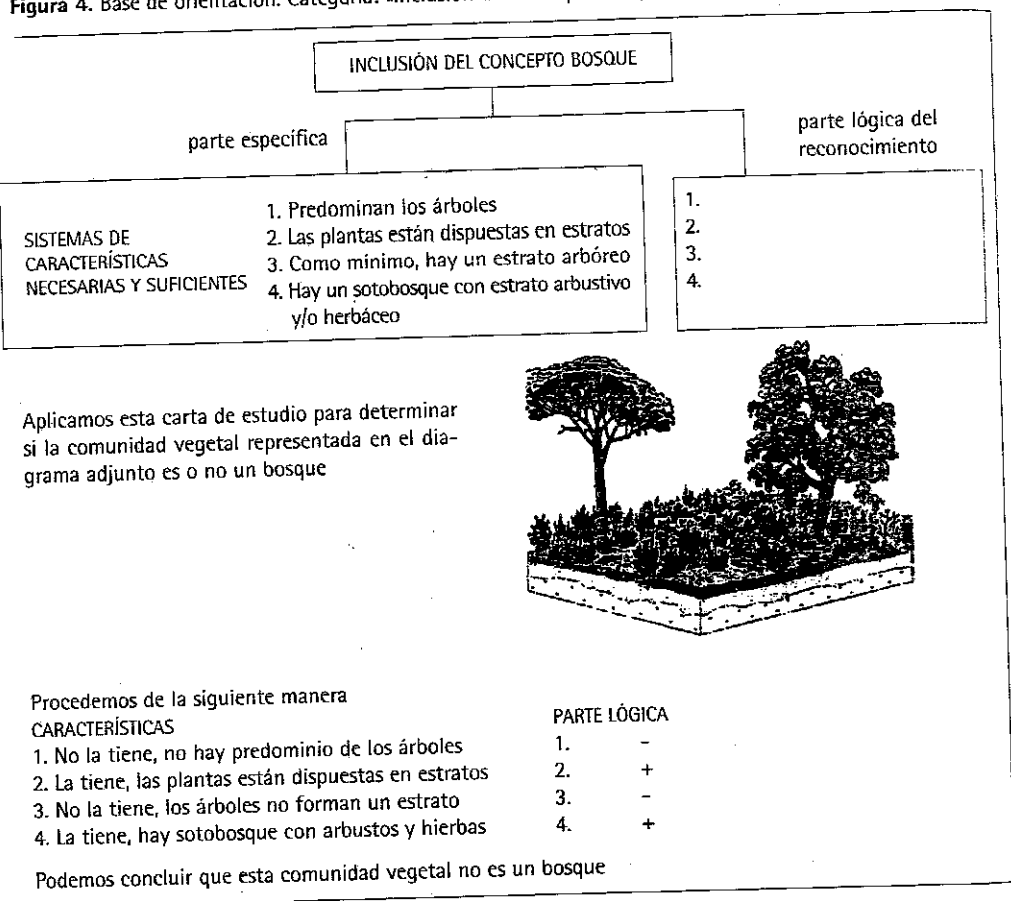 Figura 4. Base de orientación. Categoría:
INCLUSIÓN DEL CONCEPTO BOSQUE
parte específica
parte lógica del
reconocimiento
SISTEMAS DE
CARACTERÍSTICAS
NECESARIAS Y SUFICIENTES
1. Predominan los árboles
2. Las plantas están dispuestas en estratos
3. Como mínimo, hay un estrato arbóreo
4. Hay un sotobosque con estrato arbustivo
y/o herbáceo
1.
2.
3.
4.
Aplicamos esta carta de estudio para determinar
si la comunidad vegetal representada en el dia-
grama adjunto es o no un bosque
Procedemos de la siguiente manera
CARACTERÍSTICAS
1. No la tiene, no hay predominio de los árboles
2. La tiene, las plantas están dispuestas en estratos
3. No la tiene, los árboles no forman un estrato
4. La tiene, hay sotobosque con arbustos y hierbas
PARTE LÓGICA
1. –
2. +
3. –
4. +
Podemos concluir que esta comunidad vegetal no es un bosque